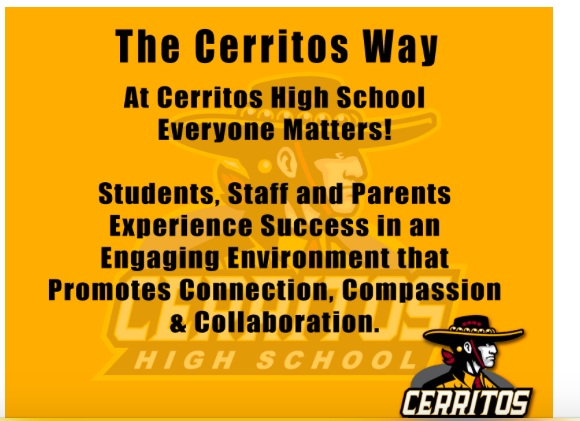 The Cerritos Way
At Cerritos High School
Everyone Matters!
Students, Staff and Parents
Experience Success in an
Engaging Environment that
Promotes Connection, Compassion
& Collaboration.
CERRITOS
HIGH SCHOOL
CERRITOS